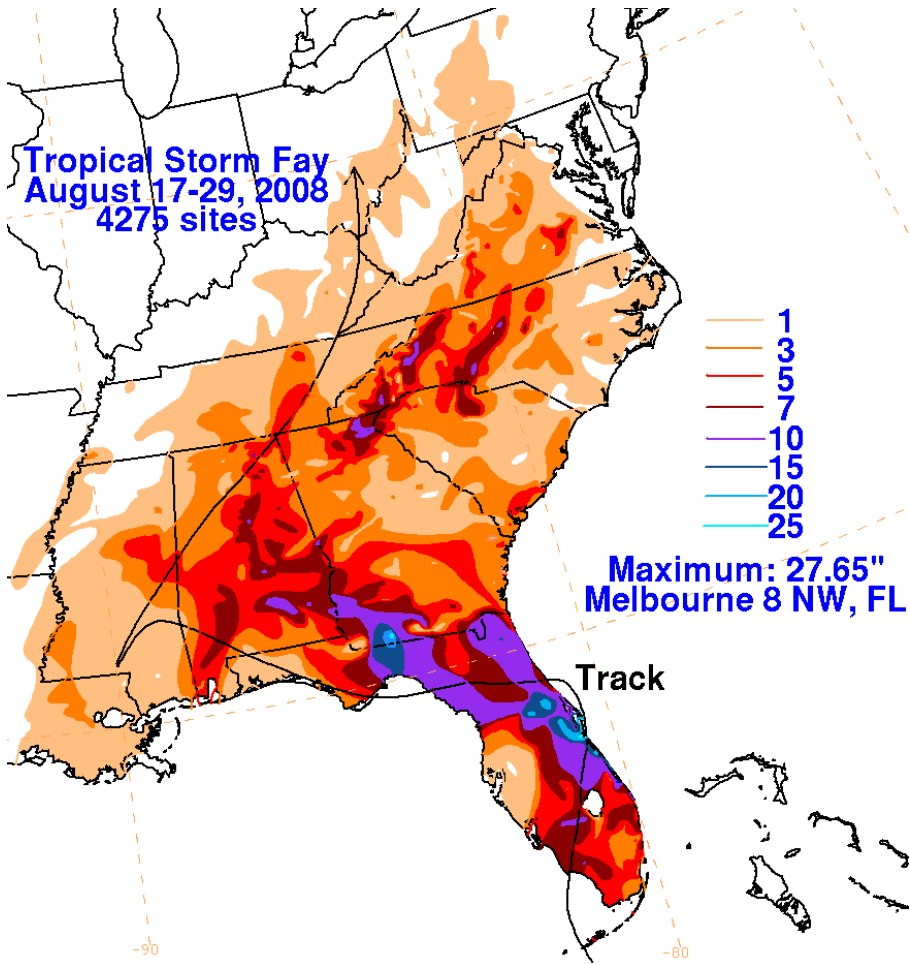 Tropical Storm Fay
August 17-29, 2008
4275 sites
1
3
5
7
10
15
20
25
Maximum: 27.65"
Melbourne 8 NW, FL
Track
-90
-80